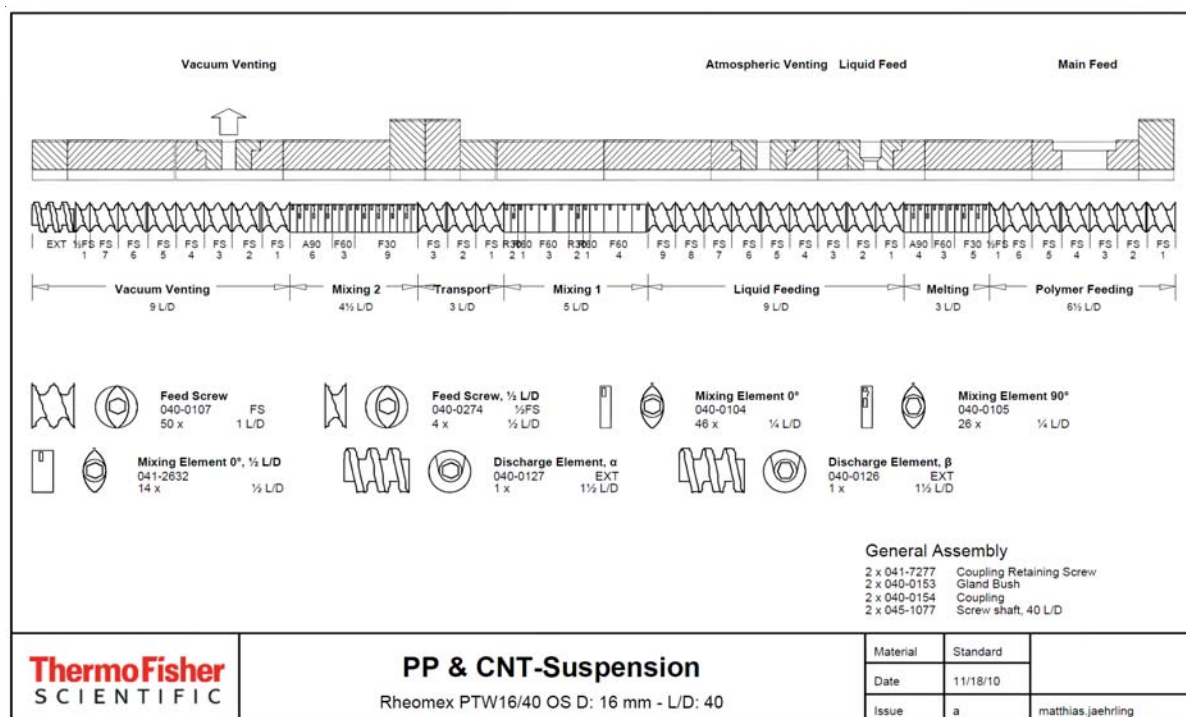 Vacuum Venting Atmospheric Venting Liquid Feed Main Feed
EXT ½FS FS FS FS FS FS FS FS A90 F60 F30 FS FS FS R30 F60 R30 F60 FS FS FS FS FS FS FS FS FS A90 F60 F30 ½FS FS FS FS FS FS FS
1 7 6 5 4 3 2 1 6 3 9 3 2 1 2 1 3 2 1 4 9 8 7 6 5 4 3 2 1 4 3 5 1 6 5 4 3 2 1
Vacuum Venting Mixing 2 Transport Mixing 1 Liquid Feeding Melting Polymer Feeding
9 L/D 4½ L/D 3 L/D 5 L/D 9 L/D 3 L/D 6½ L/D
Feed Screw
040-0107 FS
50 x 1 L/D
Feed Screw, ½ L/D
040-0274 ½FS
4 x ½ L/D
Mixing Element 0°
040-0104
46 x ¼ L/D
Mixing Element 90°
040-0105
26 x ¼ L/D
Mixing Element 0°, ½ L/D
041-2632
14 x ½ L/D
Discharge Element, α
040-0127 EXT
1 x 1½ L/D
Discharge Element, β
040-0126 EXT
1 x 1½ L/D
General Assembly
2 x 041-7277 Coupling Retaining Screw
2 x 040-0153 Gland Bush
2 x 040-0154 Coupling
2 x 045-1077 Screw shaft, 40 L/D
ThermoFisher
SCIENTIFIC
PP & CNT-Suspension
Rheomex PTW16/40 OS D: 16 mm - L/D: 40
Material Standard
Date 11/18/10
Issue a matthias.jaehrling